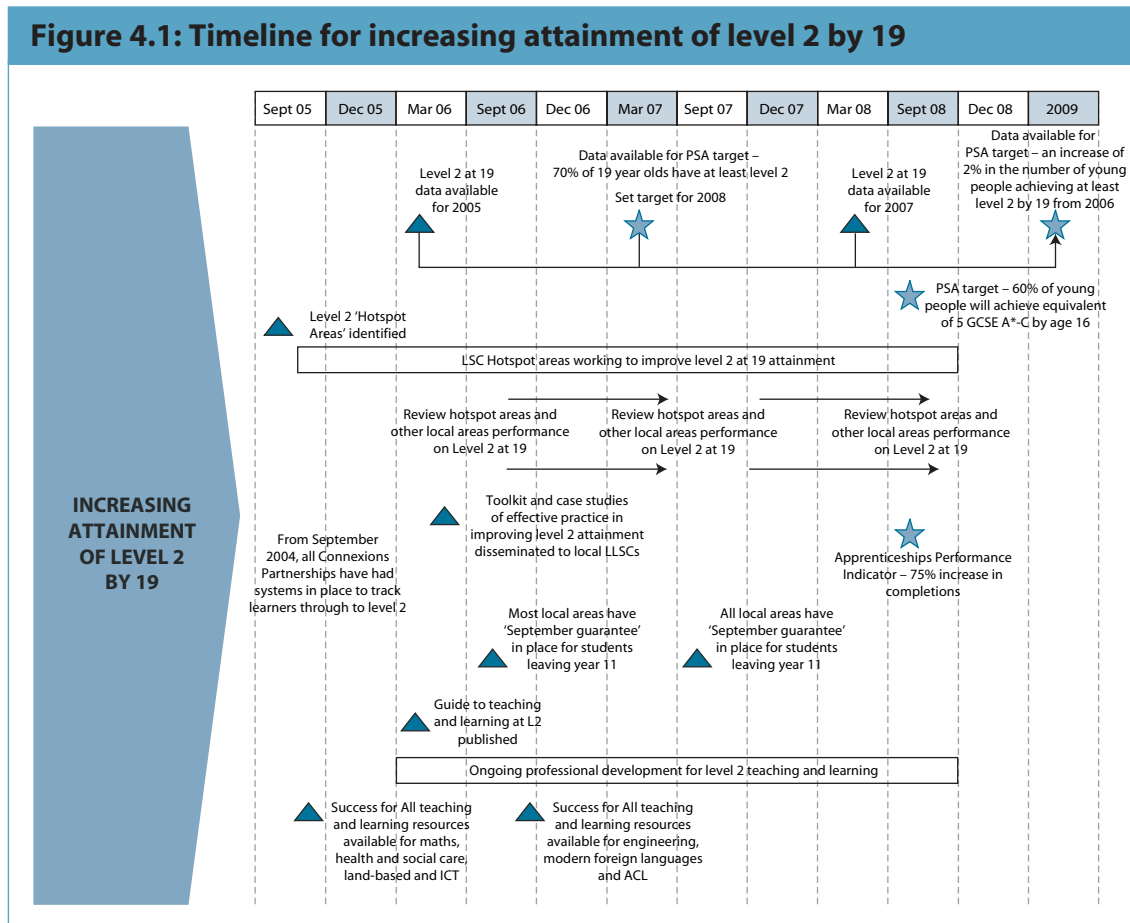 Figure 4.1: Timeline for increasing attainment of level 2 by 19
Sept 05 Dec 05 Mar 06 Sept 06 Dec 06 Mar 07 Sept 07 Dec 07 Mar 08 Sept 08 Dec 08 2009
INCREASING
ATTAINMENT
OF LEVEL 2
BY 19
Level 2 at 19
data available
for 2005
Data available for PSA target –
70% of 19 year olds have at least level 2
Set target for 2008
Level 2 at 19
data available
for 2007
Data available for
PSA target – an increase of
2% in the number of young
people achieving at least
level 2 by 19 from 2006
PSA target – 60% of young
people will achieve equivalent
of 5 GCSE A*-C by age 16
Level 2 ‘Hotspot
Areas’ identified
LSC Hotspot areas working to improve level 2 at 19 attainment
Review hotspot areas and
other local areas performance
on Level 2 at 19
Review hotspot areas and
other local areas performance
on Level 2 at 19
Review hotspot areas and
other local areas performance
on Level 2 at 19
From September
2004, all Connexions
Partnerships have had
systems in place to track
learners through to level 2
Toolkit and case studies
of effective practice in
improving level 2 attainment
disseminated to local LLSCs
Apprenticeships Performance
Indicator – 75% increase in
completions
Most local areas have
‘September guarantee’
in place for students
leaving year 11
All local areas have
‘September guarantee’
in place for students
leaving year 11
Guide to teaching
and learning at L2
published
Ongoing professional development for level 2 teaching and learning
Success for All teaching
and learning resources
available for maths,
health and social care,
land-based and ICT
Success for All teaching
and learning resources
available for engineering,
modern foreign languages
and ACL